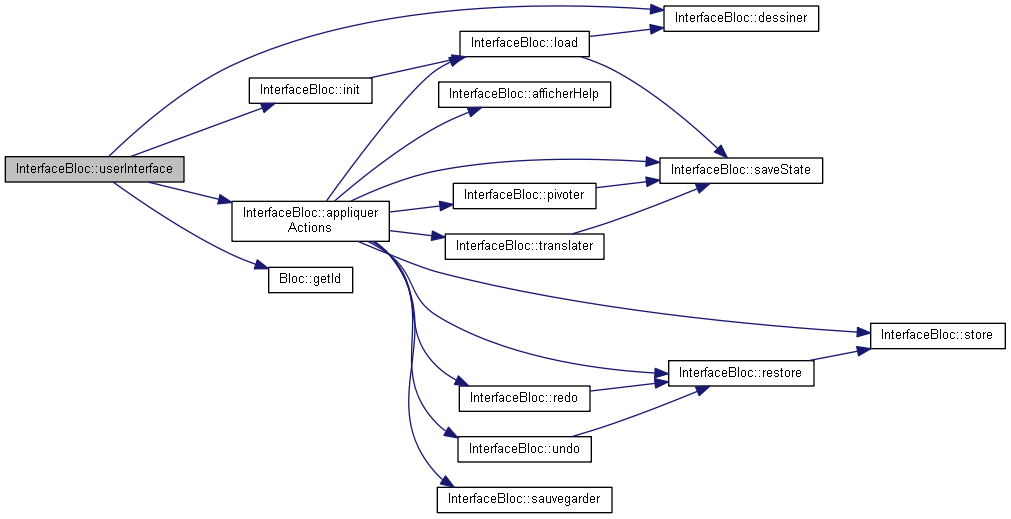 InterfaceBloc::dessiner
InterfaceBloc::load
InterfaceBloc::init
InterfaceBloc::afficherHelp
InterfaceBloc::userInterface
InterfaceBloc::saveState
InterfaceBloc::pivoter
InterfaceBloc::appliquer
Actions
InterfaceBloc::translater
Bloc::getId
InterfaceBloc::store
InterfaceBloc::restore
InterfaceBloc::redo
InterfaceBloc::undo
InterfaceBloc::sauvegarder